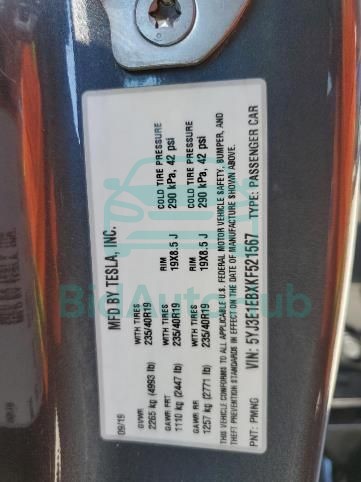 MFD BY TESLA, INC.
09/19
GVWR
2265 kg (4993 lb)
WITH TIRES
235/40R19
RIM
19X8.5 J
COLD TIRE PRESSURE
290 kPa, 42 psi
GAWR FRT
1110 kg (2447 lb)
WITH TIRES
235/40R19
RIM
19X8.5 J
COLD TIRE PRESSURE
290 kPa, 42 psi
GAWR RR
1257 kg (2771 lb)
THIS VEHICLE CONFORMS TO ALL APPLICABLE U.S. FEDERAL MOTOR VEHICLE SAFETY, BUMPER, AND
THEFT PREVENTION STANDARDS IN EFFECT ON THE DATE OF MANUFACTURE SHOWN ABOVE.
VIN: 5YJ3E1EBXKF521567 TYPE: PASSENGER CAR
PNT: PMNG
BidAutoHub